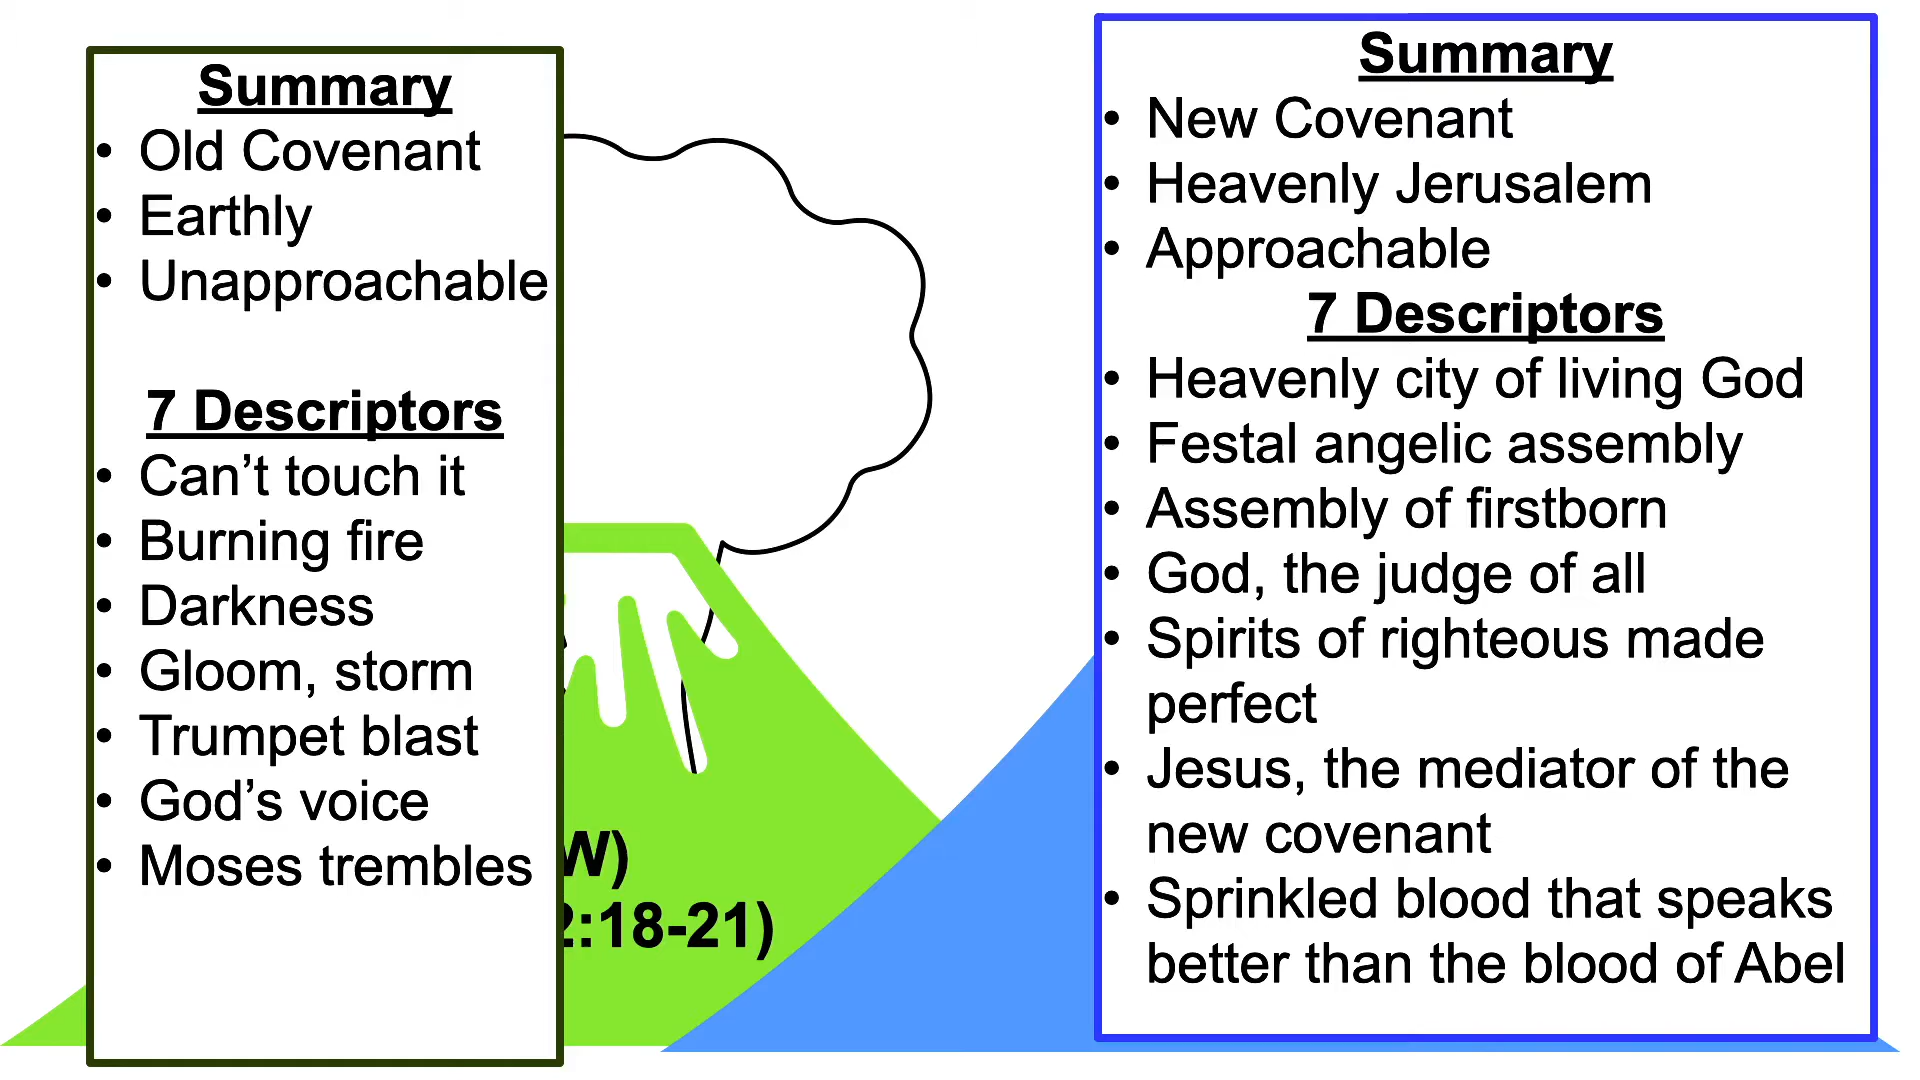 Summary
• Old Covenant
• Earthly
• Unapproachable
7 Descriptors
• Can’t touch it
• Burning fire
• Darkness
• Gloom, storm
• Trumpet blast
• God’s voice
• Moses trembles
W)
2:18-21)
Summary
• New Covenant
• Heavenly Jerusalem
• Approachable
7 Descriptors
• Heavenly city of living God
• Festal angelic assembly
• Assembly of firstborn
• God, the judge of all
• Spirits of righteous made
perfect
• Jesus, the mediator of the
new covenant
• Sprinkled blood that speaks
better than the blood of Abel